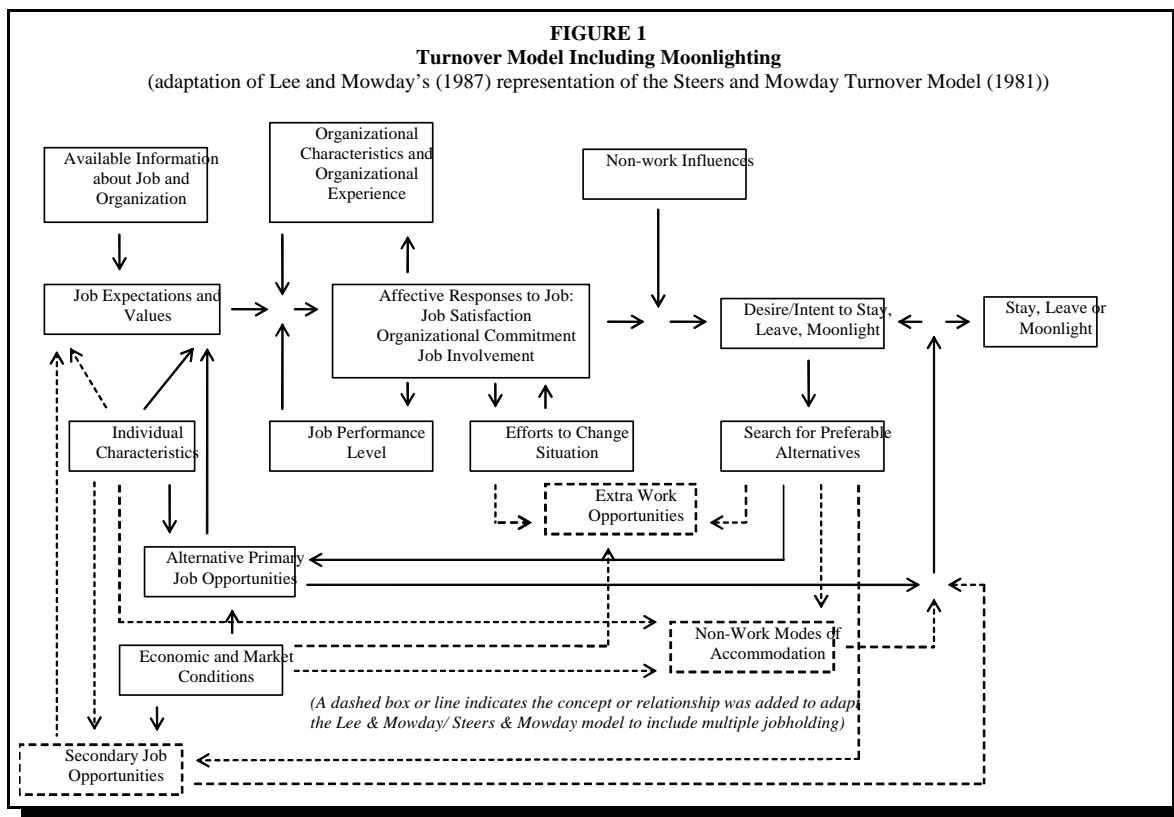 FIGURE 1
Turnover Model Including Moonlighting
(adaptation of Lee and Mowday's (1987) representation of the Steers and Mowday Turnover Model (1981))
Available Information
about Job and
Organization
Organizational
Characteristics and
Organizational
Experience
Non-work Influences
Job Expectations and
Values
Affective Responses to Job:
Job Satisfaction
Organizational Commitment
Job Involvement
Desire/Intent to Stay,
Leave, Moonlight
Stay, Leave or
Moonlight
Individual
Characteristics
Job Performance
Level
Efforts to Change
Situation
Search for Preferable
Alternatives
Extra Work
Opportunities
Alternative Primary
Job Opportunities
Non-Work Modes of
Accommodation
Economic and Market
Conditions
(A dashed box or line indicates the concept or relationship was added to adapt
the Lee & Mowday/ Steers & Mowday model to include multiple jobholding)
Secondary Job
Opportunities